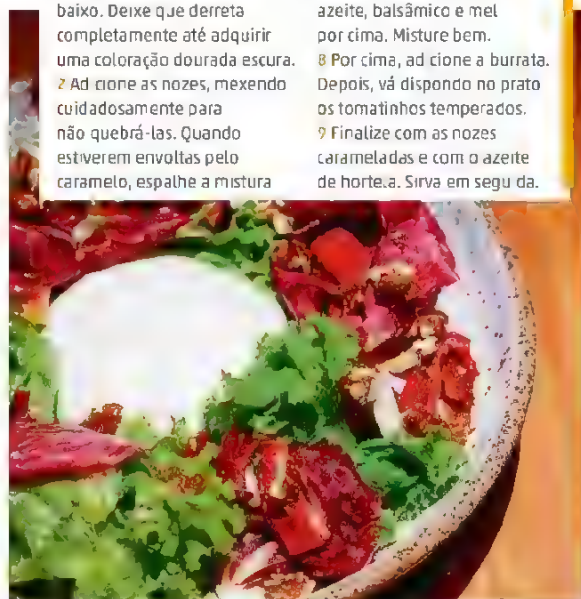 baixo. Deixe que derreta
completamente até adquirir
uma coloração dourada escura.
2 Adicione as nozes, mexendo
cuidadosamente para
não quebrá-las. Quando
estiverem envoltas pelo
caramelo, espalhe a mistura
azeite, balsâmico e mel
por cima. Misture bem.
8 Por cima, adicione a burrata.
Depois, vá dispondo no prato
os tomatinhos temperados.
9 Finalize com as nozes
carameladas e com o azeite
de hortelã. Sirva em seguida.